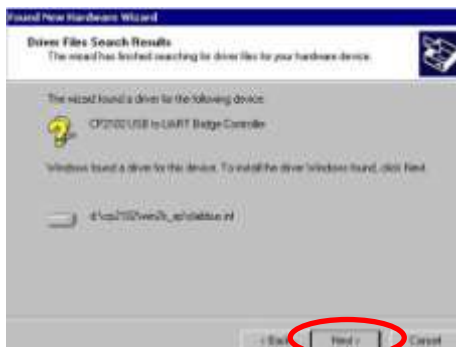 Found New Hardware Wizard
Driver Files Search Results
The wizard has finished searching for driver files for your hardware device.
The wizard found a driver for the following device:
CP2102 USB to UART Bridge Controller
Windows found a driver for this device. To install the driver Windows found, click Next.
< Back Next > Cancel